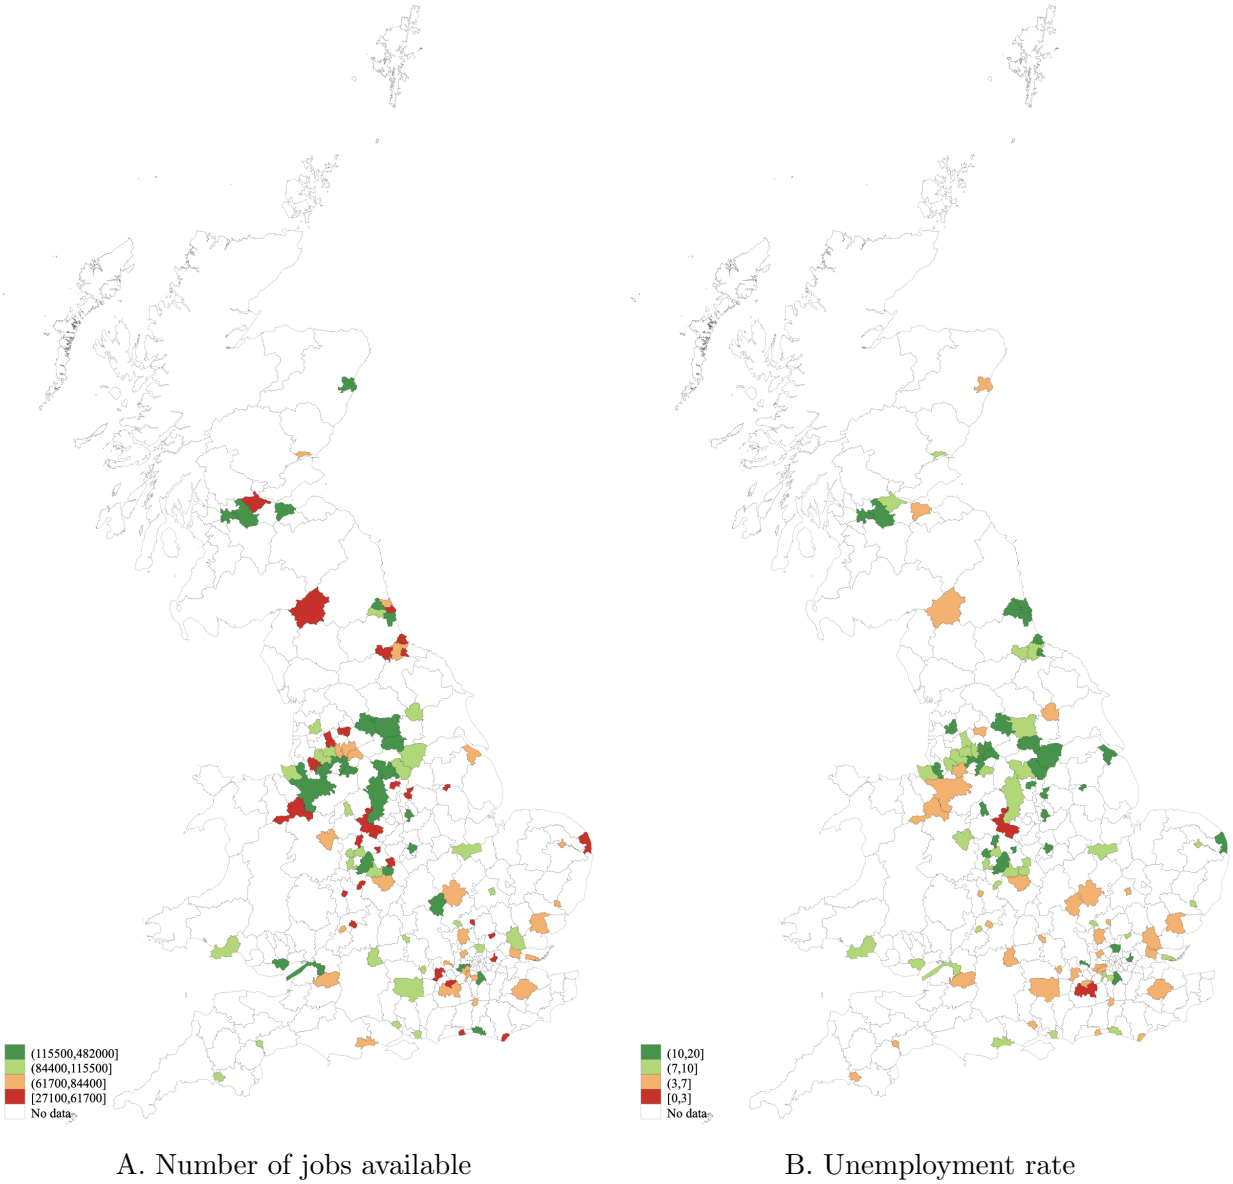 (115500,482000]
(84400,115500]
(61700,84400]
[27100,61700]
No data
(10,20]
(7,10]
(3,7]
[0,3]
No data
A. Number of jobs available
B. Unemployment rate